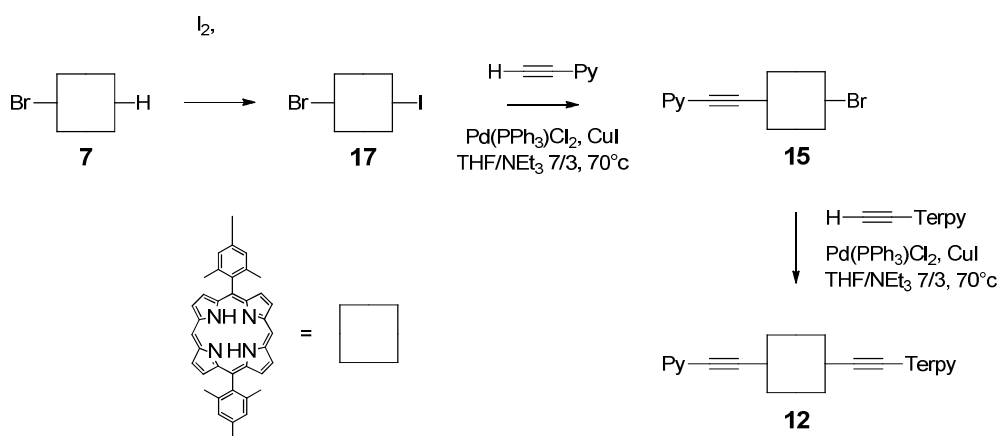 I2,
Br H
Br I
H Py
Py Br
Pd(PPh3)Cl2, CuI
THF/NEt3 7/3, 70°c
7
17
15
H Terpy
Pd(PPh3)Cl2, CuI
THF/NEt3 7/3, 70°c
NH N
N HN
=
Py Terpy
12